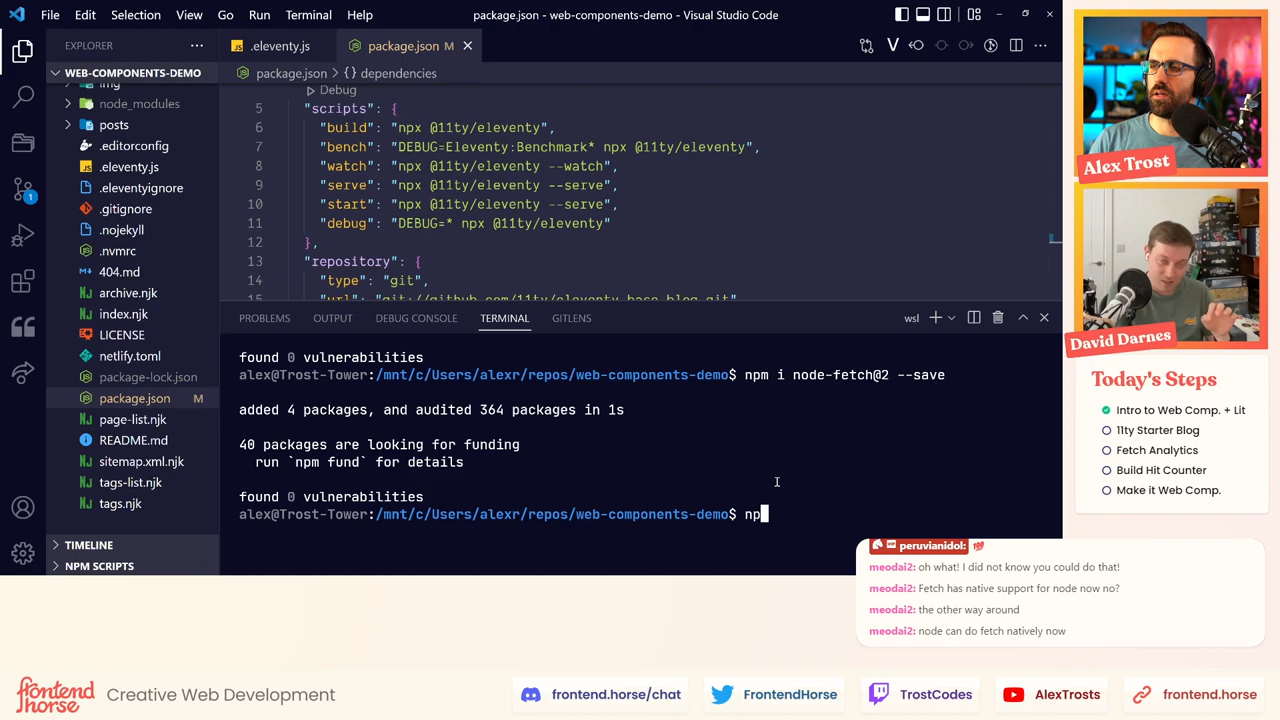 File Edit Selection View Go Run Terminal Help
package.json - web-components-demo - Visual Studio Code
EXPLORER
WEB-COMPONENTS-DEMO
img
node_modules
posts
.editorconfig
.eleventy.js
.eleventyignore
.gitignore
.nojekyll
.nvmrc
404.md
archive.njk
index.njk
LICENSE
netlify.toml
package-lock.json
package.json M
page-list.njk
README.md
sitemap.xml.njk
tags-list.njk
tags.njk
TIMELINE
NPM SCRIPTS
1
.eleventy.js
package.json M
package.json > {} dependencies
Debug
5 "scripts": {
6 "build": "npx @11ty/eleventy",
7 "bench": "DEBUG=Eleventy:Benchmark* npx @11ty/eleventy",
8 "watch": "npx @11ty/eleventy --watch",
9 "serve": "npx @11ty/eleventy --serve",
10 "start": "npx @11ty/eleventy --serve",
11 "debug": "DEBUG=* npx @11ty/eleventy"
12 },
13 "repository": {
14 "type": "git",
15 "url": "git://github.com/11ty/eleventy-base-blog.git"
PROBLEMS OUTPUT DEBUG CONSOLE TERMINAL GITLENS
wsl
found 0 vulnerabilities
alex@Trost-Tower:/mnt/c/Users/alexr/repos/web-components-demo$ npm i node-fetch@2 --save
added 4 packages, and audited 364 packages in 1s
40 packages are looking for funding
run `npm fund` for details
found 0 vulnerabilities
alex@Trost-Tower:/mnt/c/Users/alexr/repos/web-components-demo$ np
Alex Trost
David Darnes
Today's Steps
Intro to Web Comp. + Lit
11ty Starter Blog
Fetch Analytics
Build Hit Counter
Make it Web Comp.
peruvianidol: 💯
meodai2: oh what! I did not know you could do that!
meodai2: Fetch has native support for node now no?
meodai2: the other way around
meodai2: node can do fetch natively now
frontend horse
Creative Web Development
frontend.horse/chat
FrontendHorse
TrostCodes
AlexTrosts
frontend.horse